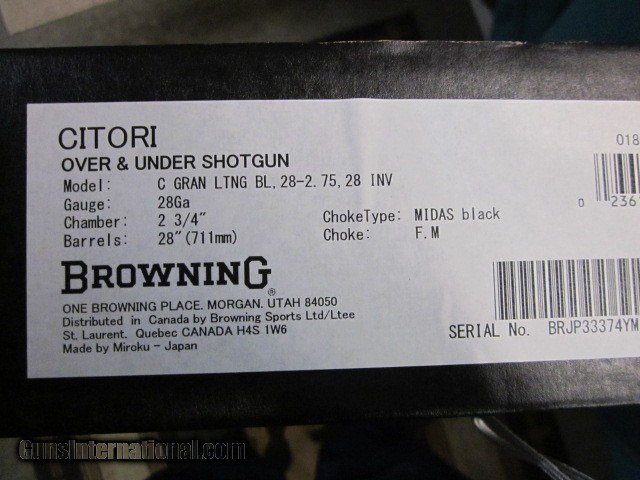 CITORI
OVER & UNDER SHOTGUN
Model: C GRAN LTNG BL, 28-2.75, 28 INV
Gauge: 28Ga
Chamber: 2 3/4" ChokeType: MIDAS black
Barrels: 28"(711mm) Choke: F.M
018
0 236
BROWNING®
ONE BROWNING PLACE. MORGAN. UTAH 84050
Distributed in Canada by Browning Sports Ltd/Ltee
St. Laurent. Quebec CANADA H4S 1W6
Made by Miroku - Japan
SERIAL No. BRJP33374YM
GunsInternational.com